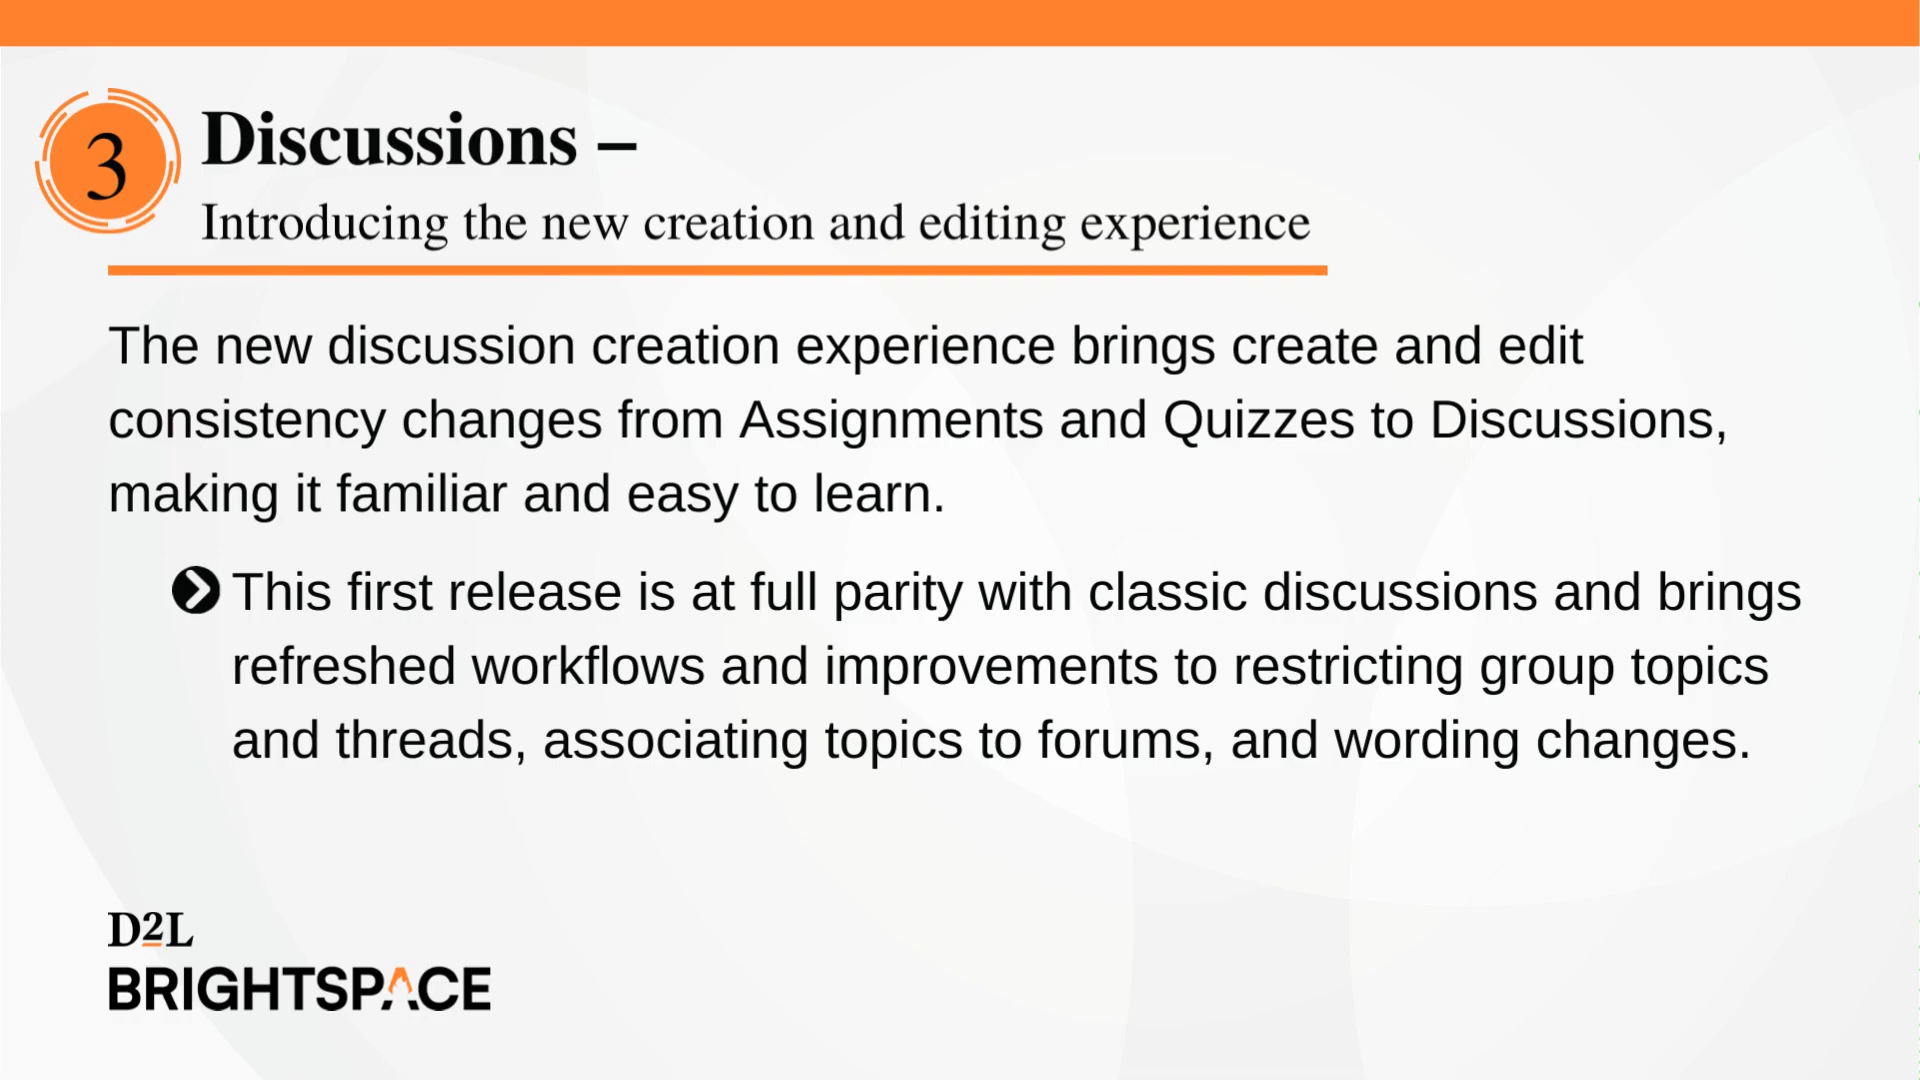 3
Discussions –
Introducing the new creation and editing experience
The new discussion creation experience brings create and edit
consistency changes from Assignments and Quizzes to Discussions,
making it familiar and easy to learn.
This first release is at full parity with classic discussions and brings
refreshed workflows and improvements to restricting group topics
and threads, associating topics to forums, and wording changes.
D2L
BRIGHTSPACE